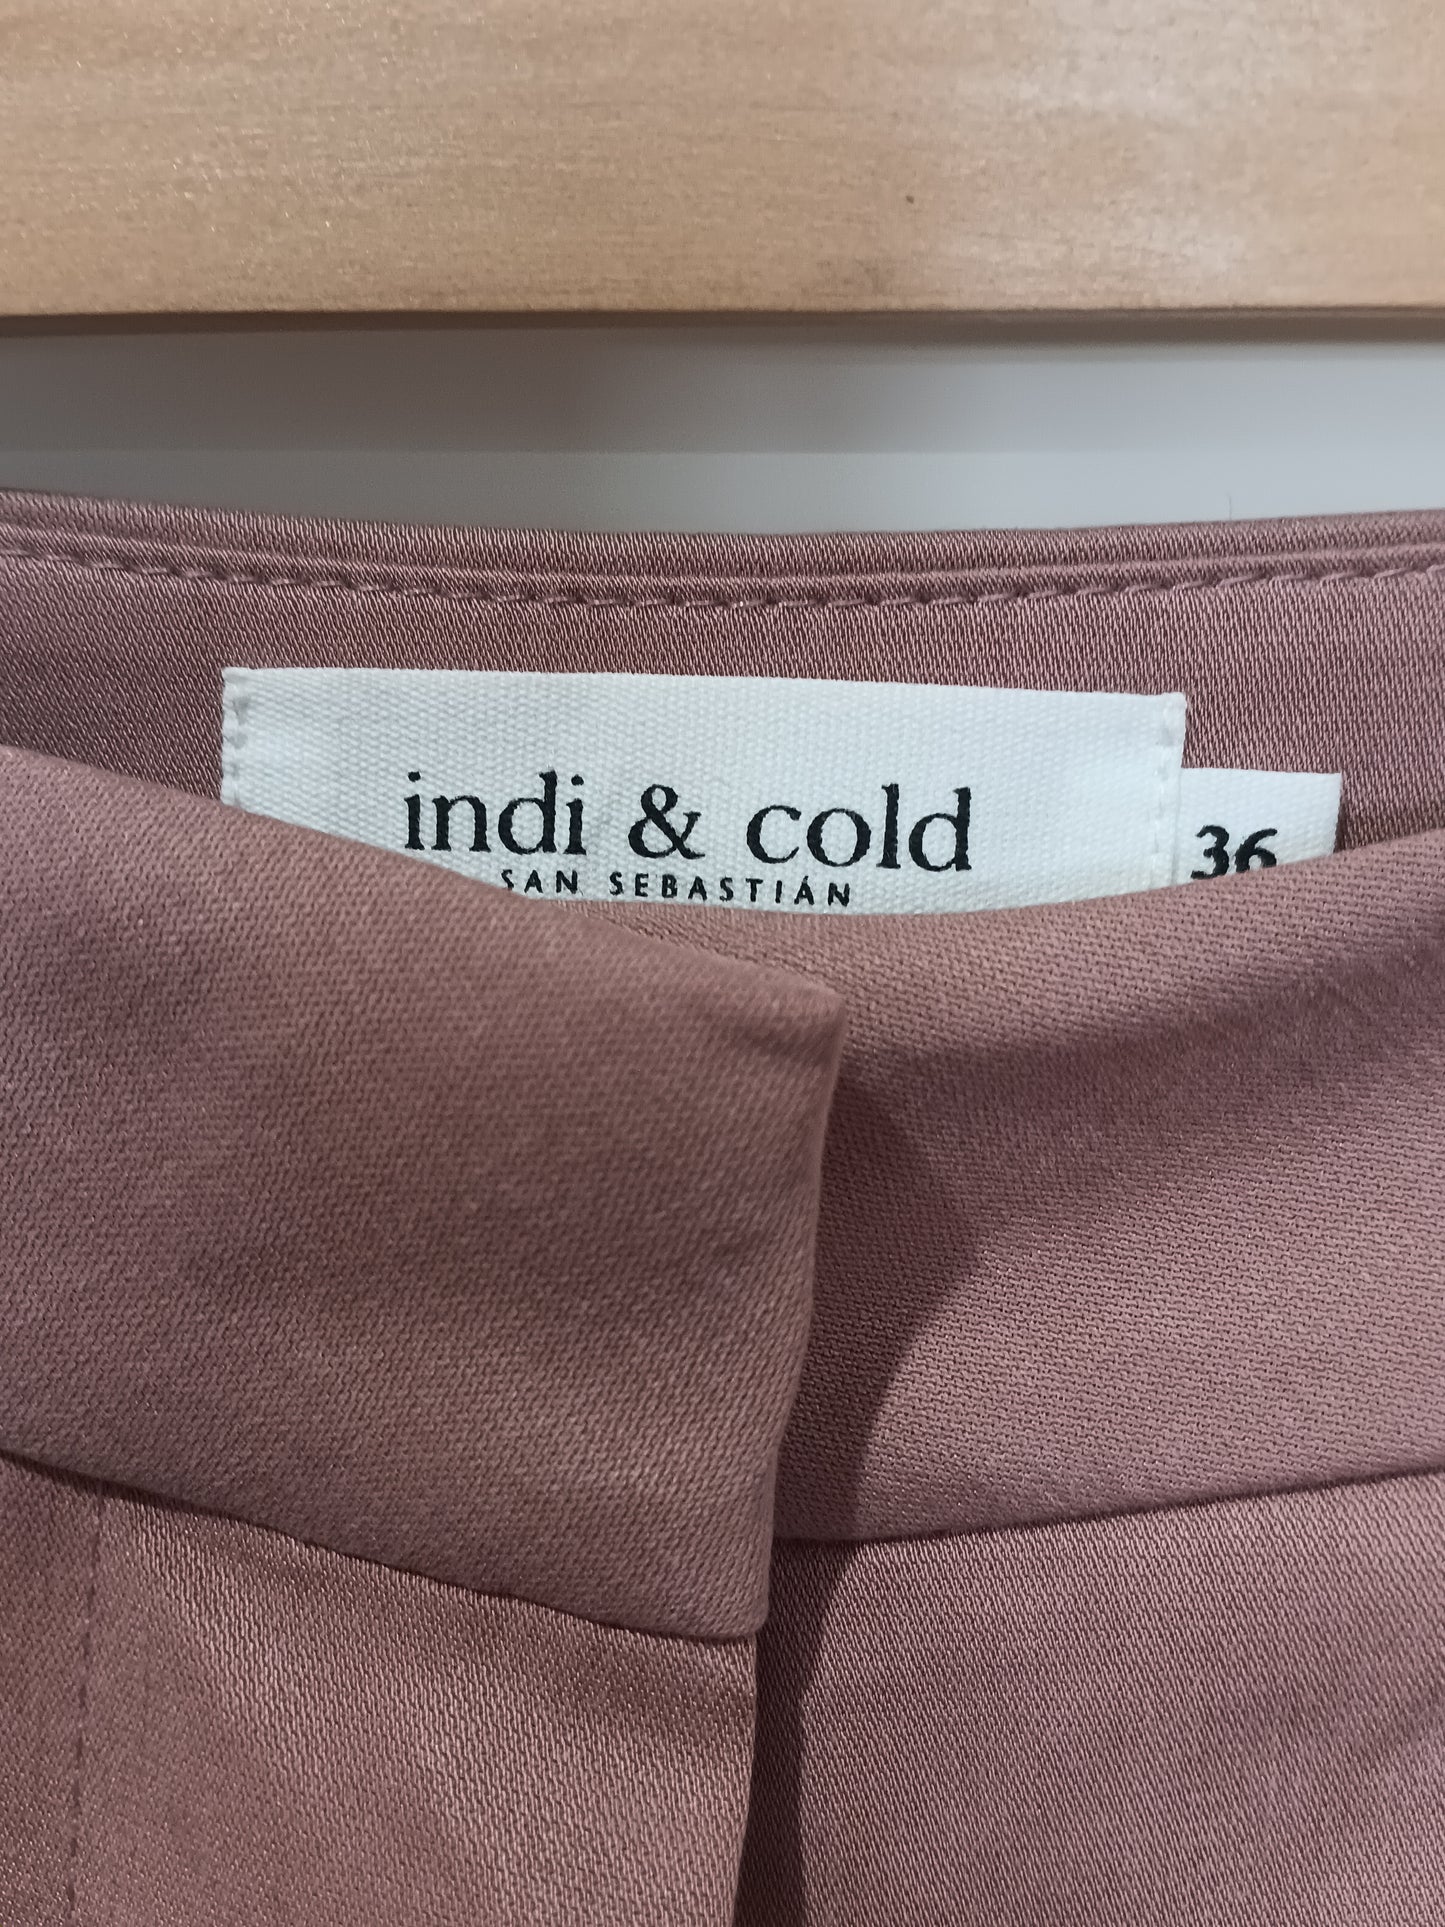 indi & cold
SAN SEBASTIÁN
36